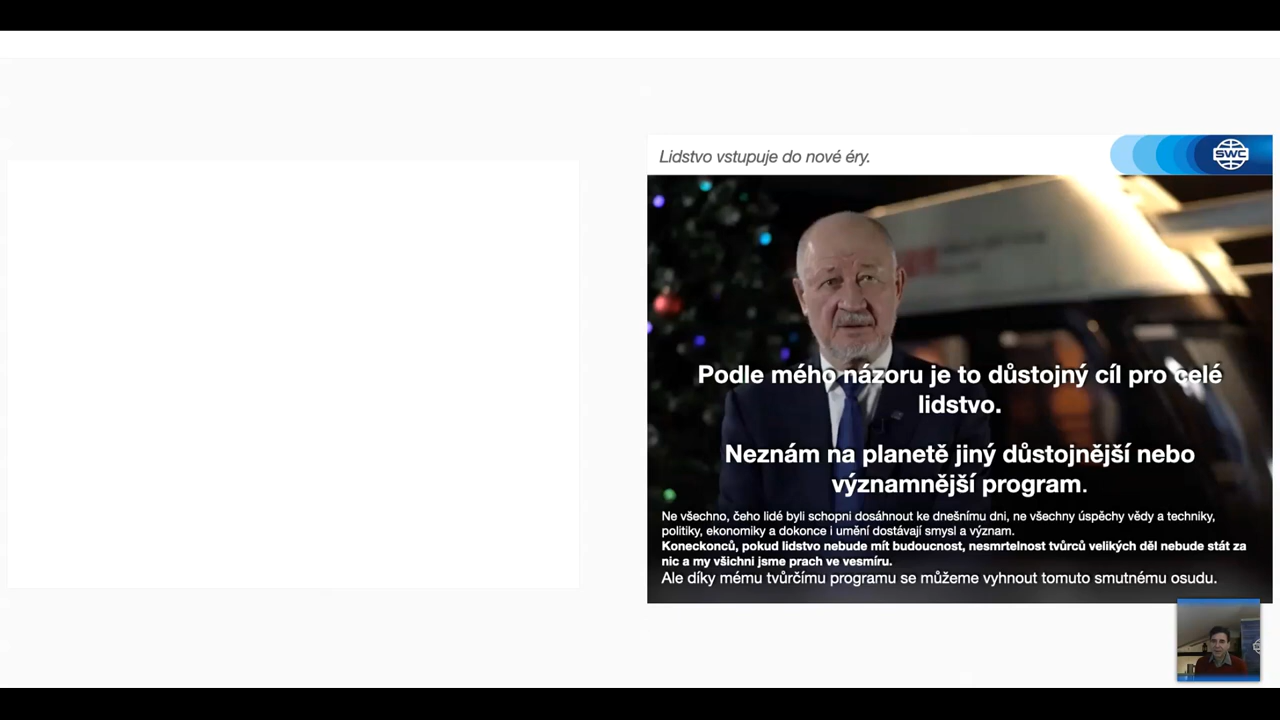 Lidstvo vstupuje do nové éry.
SWC
Podle mého názoru je to důstojný cíl pro celé
lidstvo.
Neznám na planetě jiný důstojnější nebo
významnější program.
Ne všechno, čeho lidé byli schopni dosáhnout ke dnešnímu dni, ne všechny úspěchy vědy a techniky,
politiky, ekonomiky a dokonce i umění dostávají smysl a význam.
Koneckonců, pokud lidstvo nebude mít budoucnost, nesmrtelnost tvůrců velikých děl nebude stát za
nic a my všichni jsme prach ve vesmíru.
Ale díky mému tvůrčímu programu se můžeme vyhnout tomuto smutnému osudu.